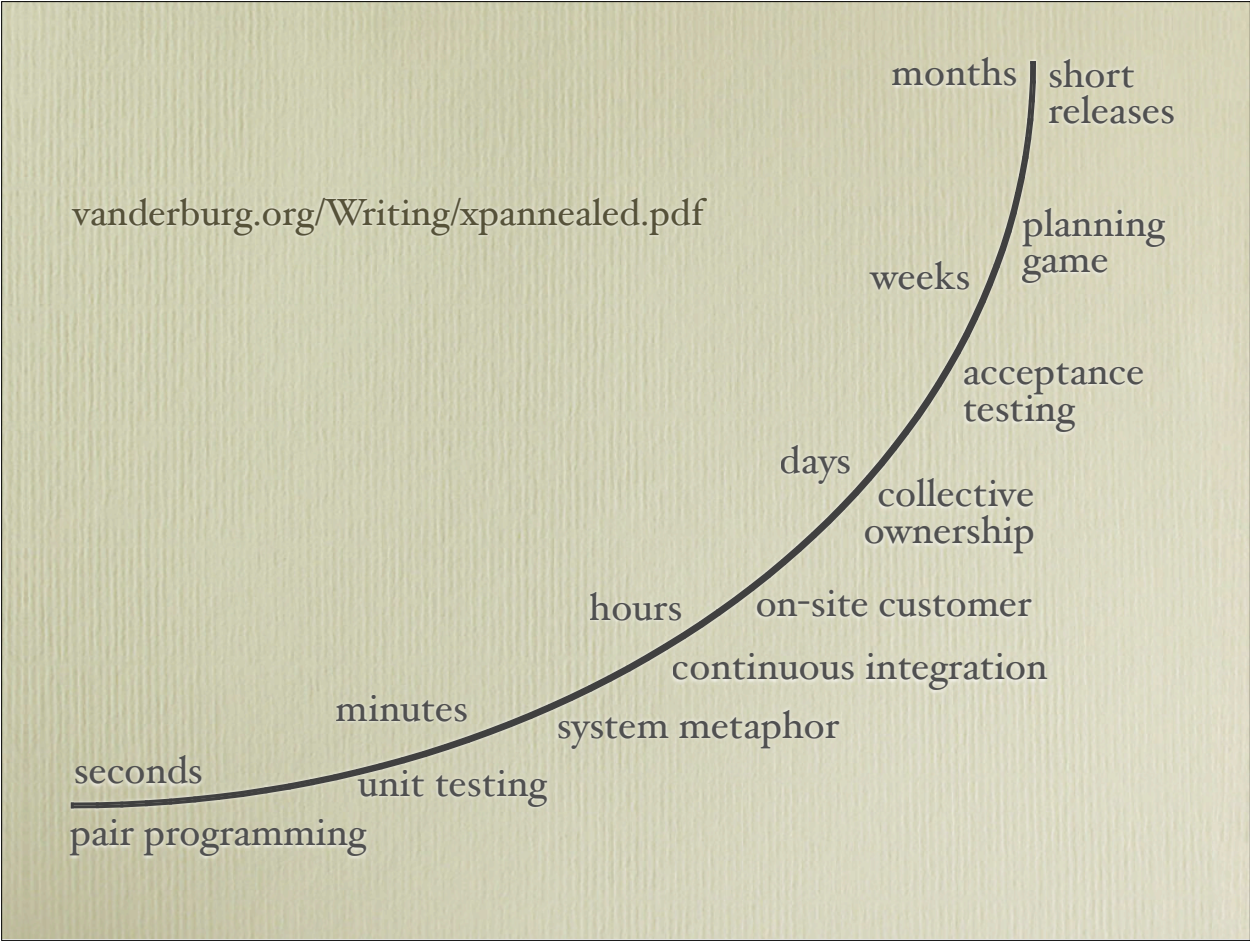 months
short
releases
vanderburg.org/Writing/xpannealed.pdf
planning
game
weeks
acceptance
testing
days
collective
ownership
hours
on-site customer
continuous integration
minutes
system metaphor
seconds
unit testing
pair programming